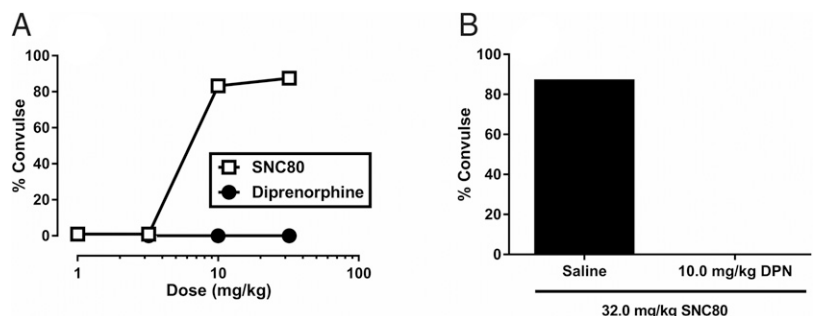 A
100
80
60
40
20
0
% Convulse
SNC80
Diprenorphine
1 10 100
Dose (mg/kg)
B
100
80
60
40
20
0
% Convulse
Saline 10.0 mg/kg DPN
32.0 mg/kg SNC80